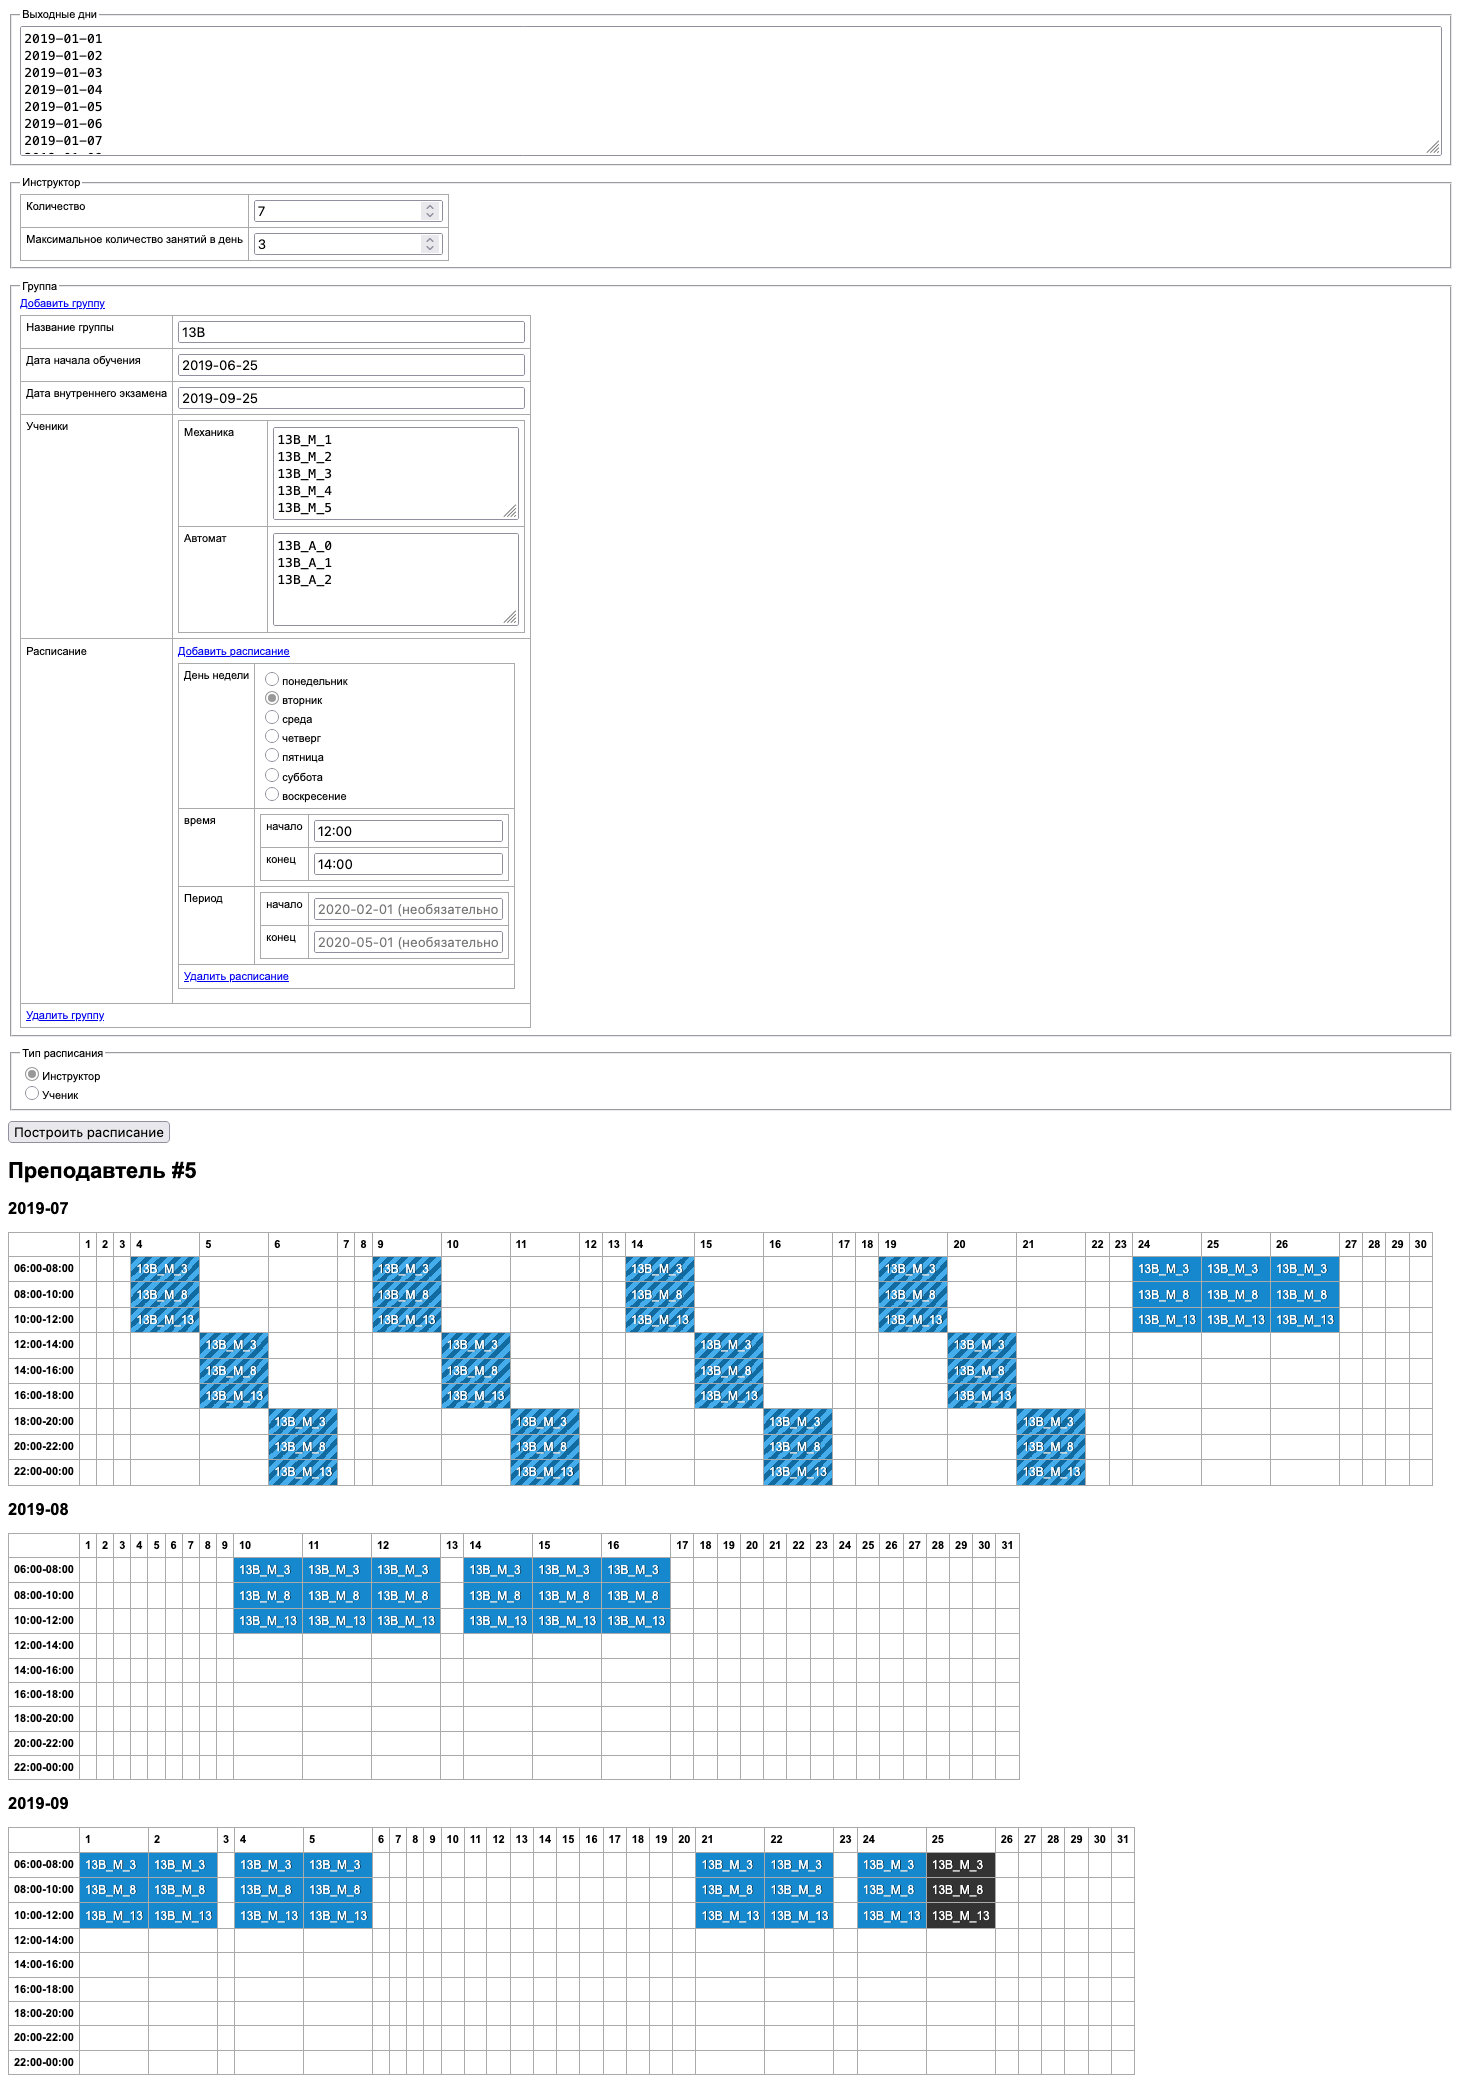 Выходные дни
2019-01-01
2019-01-02
2019-01-03
2019-01-04
2019-01-05
2019-01-06
2019-01-07
Инструктор
Количество 7
Максимальное количество занятий в день 3
Группа
Добавить группу
Название группы 13B
Дата начала обучения 2019-06-25
Дата внутреннего экзамена 2019-09-25
Ученики
Механика
13B_M_1
13B_M_2
13B_M_3
13B_M_4
13B_M_5
Автомат
13B_A_0
13B_A_1
13B_A_2
Расписание
Добавить расписание
День недели
понедельник
вторник
среда
четверг
пятница
суббота
воскресение
время
начало 12:00
конец 14:00
Период
начало 2020-02-01 (необязательно
конец 2020-05-01 (необязательно
Удалить расписание
Удалить группу
Тип расписания
Инструктор
Ученик
Построить расписание
Преподавтель #5
2019-07
1 2 3 4 5 6 7 8 9 10 11 12 13 14 15 16 17 18 19 20 21 22 23 24 25 26 27 28 29 30
06:00-08:00 13B_M_3 13B_M_3 13B_M_3 13B_M_3 13B_M_3 13B_M_3 13B_M_3
08:00-10:00 13B_M_8 13B_M_8 13B_M_8 13B_M_8 13B_M_8 13B_M_8 13B_M_8
10:00-12:00 13B_M_13 13B_M_13 13B_M_13 13B_M_13 13B_M_13 13B_M_13 13B_M_13
12:00-14:00 13B_M_3 13B_M_3 13B_M_3 13B_M_3
14:00-16:00 13B_M_8 13B_M_8 13B_M_8 13B_M_8
16:00-18:00 13B_M_13 13B_M_13 13B_M_13 13B_M_13
18:00-20:00 13B_M_3 13B_M_3 13B_M_3 13B_M_3
20:00-22:00 13B_M_8 13B_M_8 13B_M_8 13B_M_8
22:00-00:00 13B_M_13 13B_M_13 13B_M_13 13B_M_13
2019-08
1 2 3 4 5 6 7 8 9 10 11 12 13 14 15 16 17 18 19 20 21 22 23 24 25 26 27 28 29 30 31
06:00-08:00 13B_M_3 13B_M_3 13B_M_3 13B_M_3 13B_M_3 13B_M_3
08:00-10:00 13B_M_8 13B_M_8 13B_M_8 13B_M_8 13B_M_8 13B_M_8
10:00-12:00 13B_M_13 13B_M_13 13B_M_13 13B_M_13 13B_M_13 13B_M_13
12:00-14:00
14:00-16:00
16:00-18:00
18:00-20:00
20:00-22:00
22:00-00:00
2019-09
1 2 3 4 5 6 7 8 9 10 11 12 13 14 15 16 17 18 19 20 21 22 23 24 25 26 27 28 29 30 31
06:00-08:00 13B_M_3 13B_M_3 13B_M_3 13B_M_3 13B_M_3 13B_M_3 13B_M_3 13B_M_3
08:00-10:00 13B_M_8 13B_M_8 13B_M_8 13B_M_8 13B_M_8 13B_M_8 13B_M_8 13B_M_8
10:00-12:00 13B_M_13 13B_M_13 13B_M_13 13B_M_13 13B_M_13 13B_M_13 13B_M_13 13B_M_13
12:00-14:00
14:00-16:00
16:00-18:00
18:00-20:00
20:00-22:00
22:00-00:00